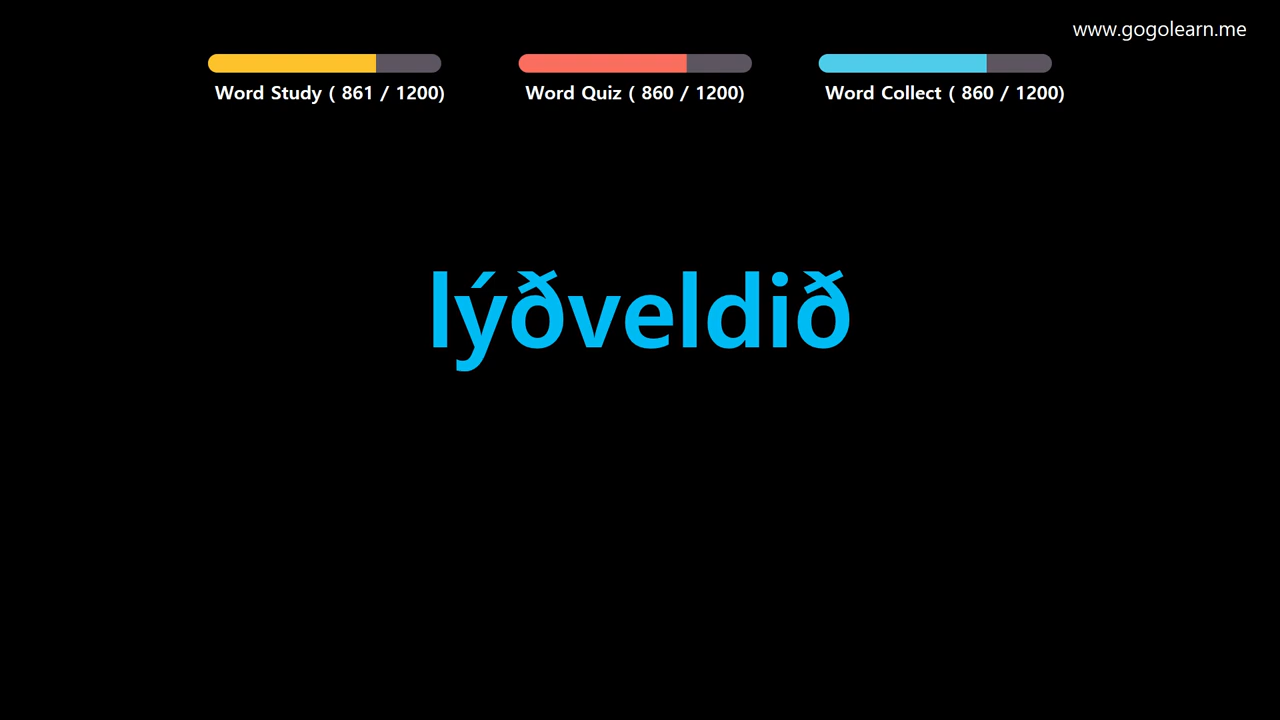 www.gogolearn.me
Word Study ( 861 / 1200)
Word Quiz ( 860 / 1200)
Word Collect ( 860 / 1200)
lýðveldið